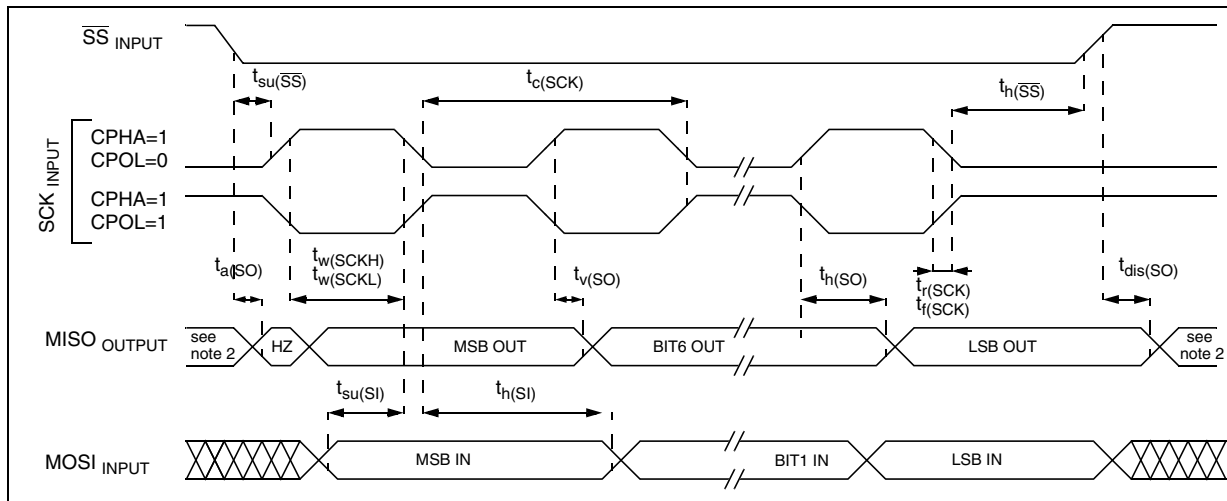 SS INPUT
tsu(SS)
tc(SCK)
th(SS)
SCK INPUT
CPHA=1
CPOL=0
CPHA=1
CPOL=1
ta(SO)
tw(SCKH)
tw(SCKL)
tv(SO)
th(SO)
tr(SCK)
tf(SCK)
tdis(SO)
MISO OUTPUT
see
note 2
HZ
MSB OUT
BIT6 OUT
LSB OUT
see
note 2
tsu(SI)
th(SI)
MOSI INPUT
MSB IN
BIT1 IN
LSB IN